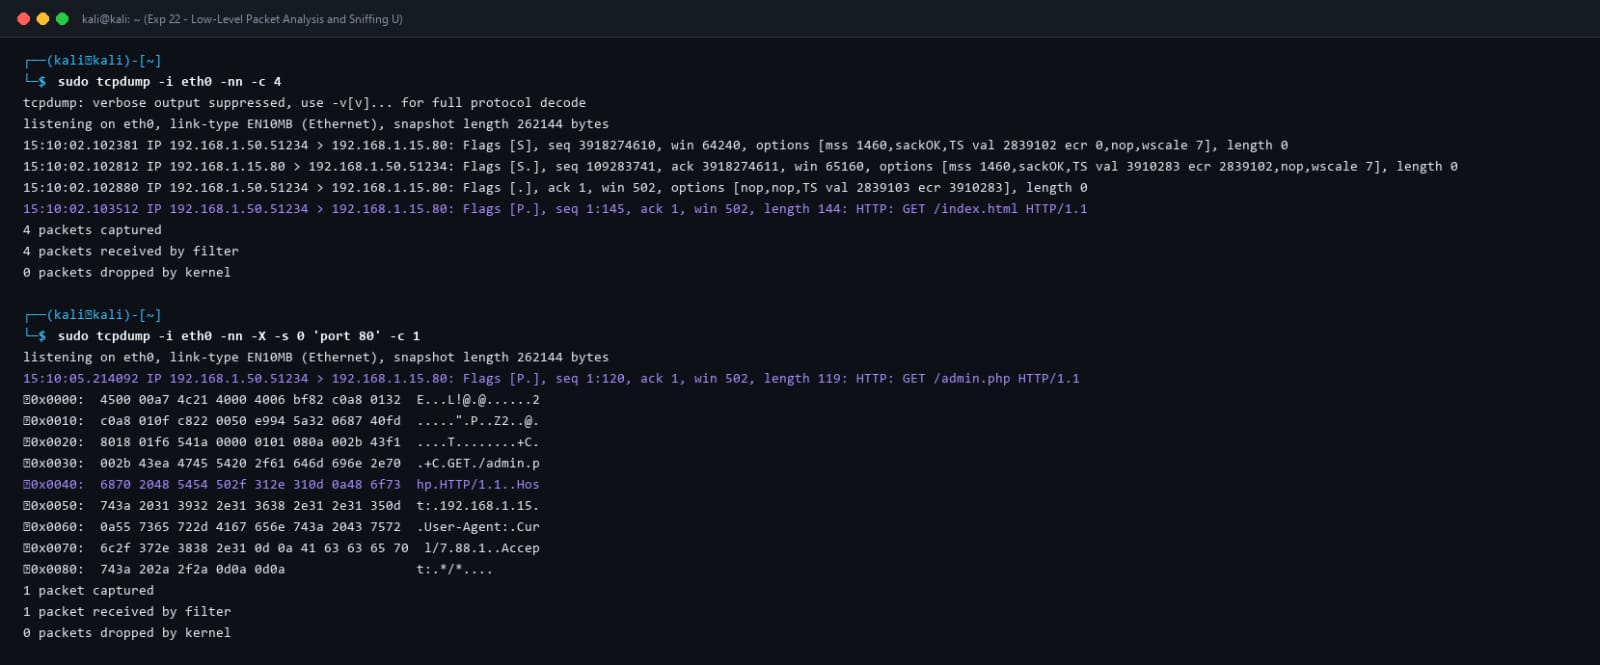 kali@kali: ~ (Exp 22 - Low-Level Packet Analysis and Sniffing U)
┌──(kali⍰kali)-[~]
└─$ sudo tcpdump -i eth0 -nn -c 4
tcpdump: verbose output suppressed, use -v[v]... for full protocol decode
listening on eth0, link-type EN10MB (Ethernet), snapshot length 262144 bytes
15:10:02.102381 IP 192.168.1.50.51234 > 192.168.1.15.80: Flags [S], seq 3918274610, win 64240, options [mss 1460,sackOK,TS val 2839102 ecr 0,nop,wscale 7], length 0
15:10:02.102812 IP 192.168.1.15.80 > 192.168.1.50.51234: Flags [S.], seq 109283741, ack 3918274611, win 65160, options [mss 1460,sackOK,TS val 3910283 ecr 2839102,nop,wscale 7], length 0
15:10:02.102880 IP 192.168.1.50.51234 > 192.168.1.15.80: Flags [.], ack 1, win 502, options [nop,nop,TS val 2839103 ecr 3910283], length 0
15:10:02.103512 IP 192.168.1.50.51234 > 192.168.1.15.80: Flags [P.], seq 1:145, ack 1, win 502, length 144: HTTP: GET /index.html HTTP/1.1
4 packets captured
4 packets received by filter
0 packets dropped by kernel
┌──(kali⍰kali)-[~]
└─$ sudo tcpdump -i eth0 -nn -X -s 0 'port 80' -c 1
listening on eth0, link-type EN10MB (Ethernet), snapshot length 262144 bytes
15:10:05.214092 IP 192.168.1.50.51234 > 192.168.1.15.80: Flags [P.], seq 1:120, ack 1, win 502, length 119: HTTP: GET /admin.php HTTP/1.1
⍰0x0000:  4500 00a7 4c21 4000 4006 bf82 c0a8 0132  E...L!@.@......2
⍰0x0010:  c0a8 010f c822 0050 e994 5a32 0687 40fd  .....".P..Z2..@.
⍰0x0020:  8018 01f6 541a 0000 0101 080a 002b 43f1  ....T........+C.
⍰0x0030:  002b 43ea 4745 5420 2f61 646d 696e 2e70  .+C.GET./admin.p
⍰0x0040:  6870 2048 5454 502f 312e 310d 0a48 6f73  hp.HTTP/1.1..Hos
⍰0x0050:  743a 2031 3932 2e31 3638 2e31 2e31 350d  t:.192.168.1.15.
⍰0x0060:  0a55 7365 722d 4167 656e 743a 2043 7572  .User-Agent:.Cur
⍰0x0070:  6c2f 372e 3838 2e31 0d 0a 41 63 63 65 70  l/7.88.1..Accep
⍰0x0080:  743a 202a 2f2a 0d0a 0d0a                 t:.*/*....
1 packet captured
1 packet received by filter
0 packets dropped by kernel